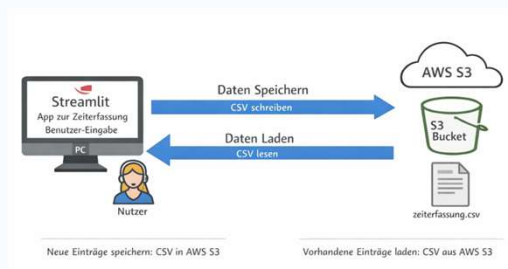 Streamlit
App zur Zeiterfassung
Benutzer-Eingabe
PC
Nutzer
Daten Speichern
CSV schreiben
Daten Laden
CSV lesen
AWS S3
S3
Bucket
zeiterfassung.csv
Neue Einträge speichern: CSV in AWS S3
Vorhandene Einträge laden: CSV aus AWS S3